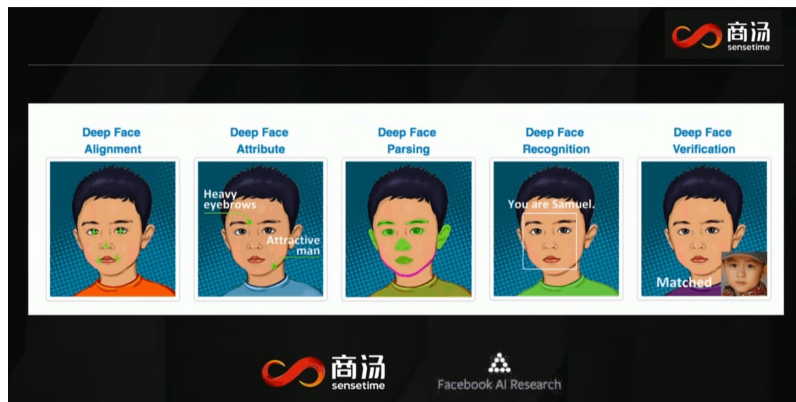 商汤
sensetime
Deep Face
Alignment
Deep Face
Attribute
Deep Face
Parsing
Deep Face
Recognition
Deep Face
Verification
Heavy
eyebrows
Attractive
man
You are Samuel.
Matched
商汤
sensetime
Facebook AI Research